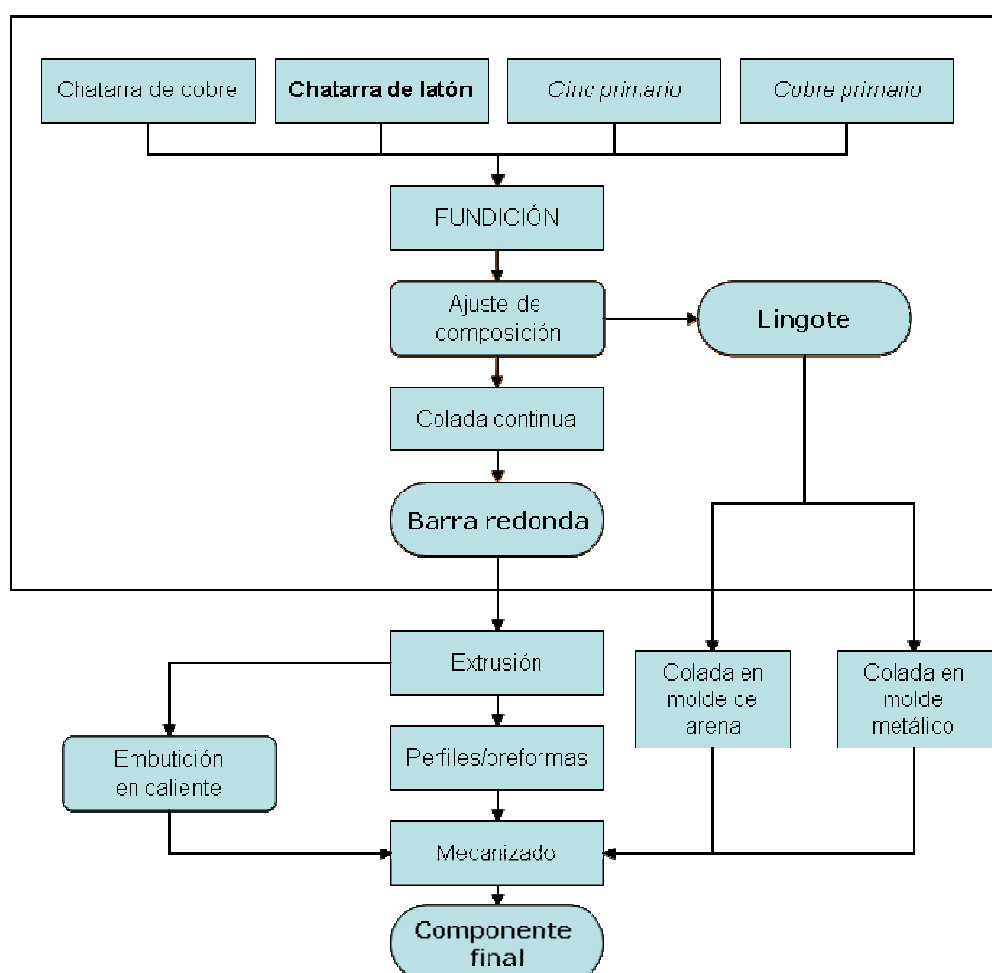 Chatarra de cobre
Chatarra de latón
Cinc primario
Cobre primario
FUNDICIÓN
Ajuste de
composición
Lingote
Colada continua
Barra redonda
Extrusión
Colada en
molde de
arena
Colada en
molde
metálico
Embutición
en caliente
Perfiles/preformas
Mecanizado
Componente
final